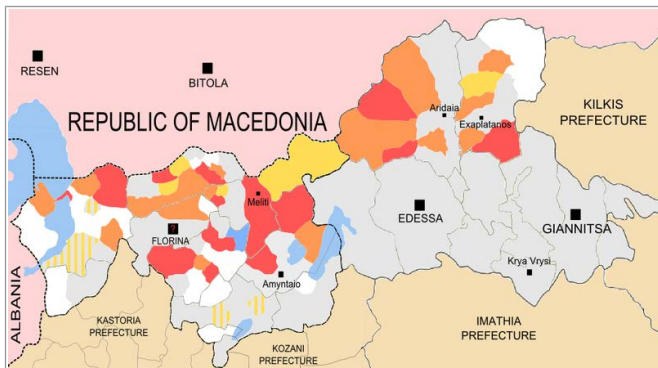 RESEN
BITOLA
REPUBLIC OF MACEDONIA
KILKIS
PREFECTURE
Aridaia
Exaplatanos
Meliti
?
FLORINA
EDESSA
GIANNITSA
Krya Vrysi
Amyntaio
ALBANIA
KASTORIA
PREFECTURE
KOZANI
PREFECTURE
IMATHIA
PREFECTURE